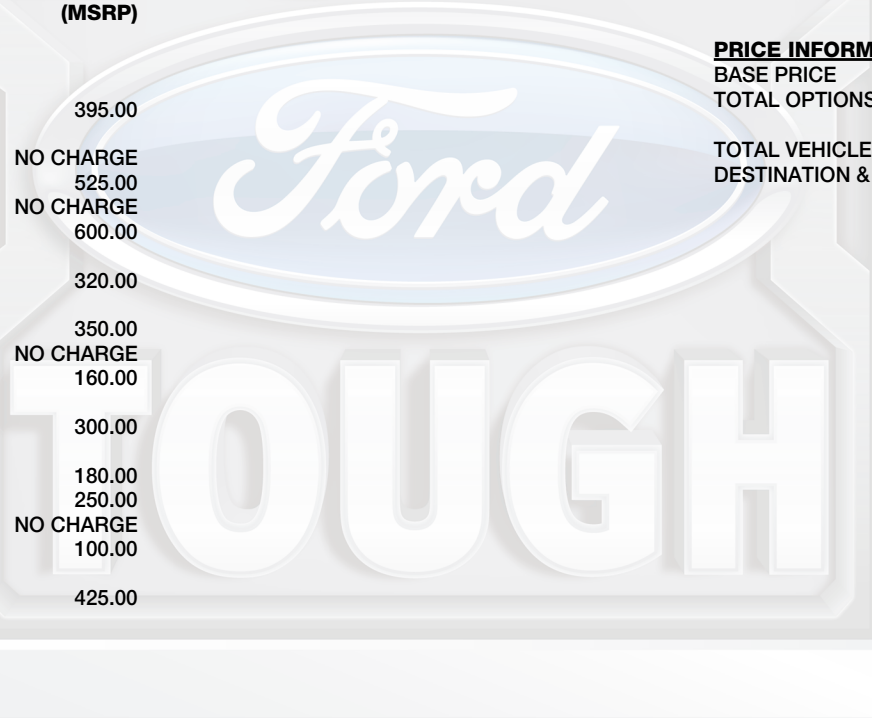 (MSRP)
395.00
NO CHARGE
525.00
NO CHARGE
600.00
320.00
350.00
NO CHARGE
160.00
300.00
180.00
250.00
NO CHARGE
100.00
425.00
PRICE INFORM
BASE PRICE
TOTAL OPTIONS
TOTAL VEHICLE
DESTINATION &
Ford
TOUGH